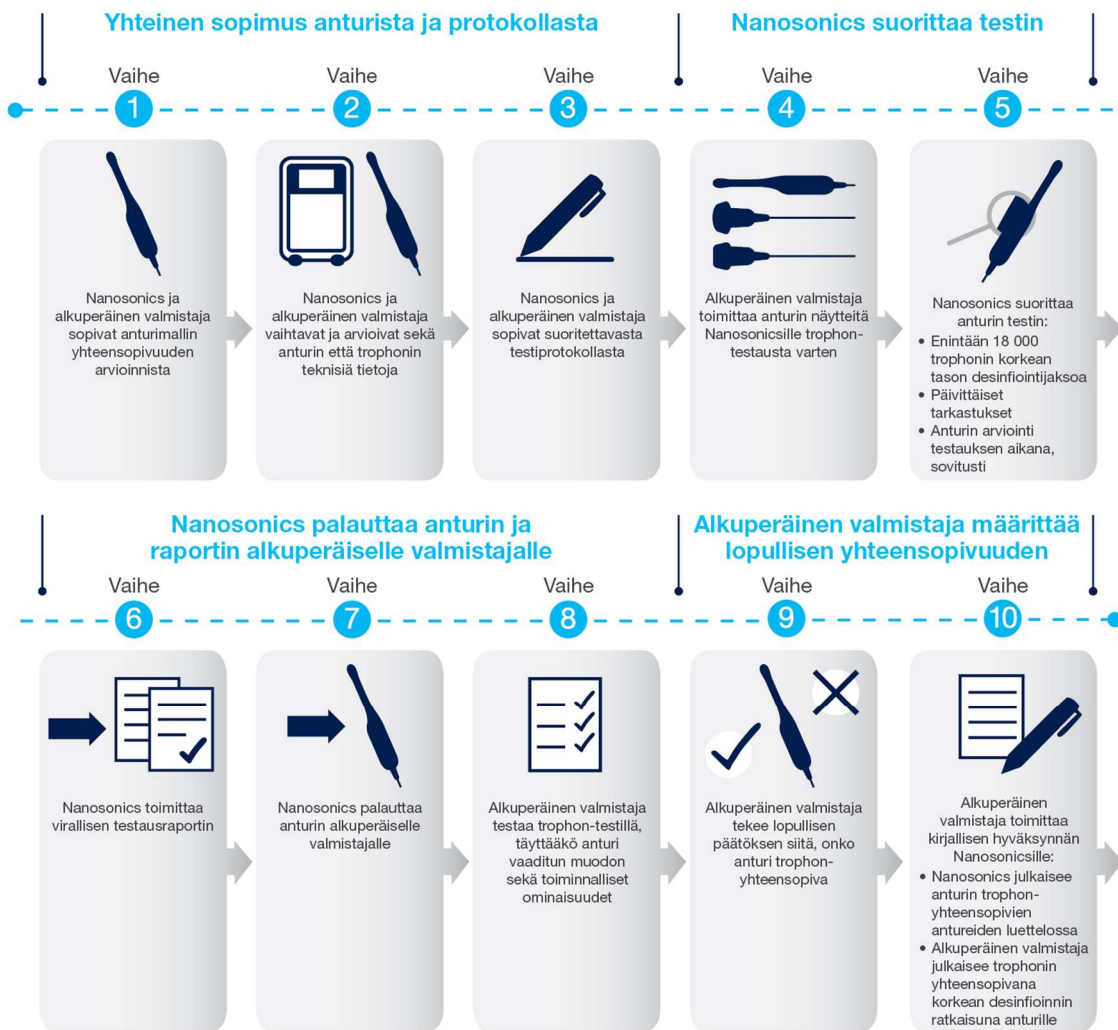 Yhteinen sopimus anturista ja protokollasta
Nanosonics suorittaa testin
Vaihe
1
Vaihe
2
Vaihe
3
Vaihe
4
Vaihe
5
Nanosonics ja
alkuperäinen valmistaja
sopivat anturimallin
yhteensopivuuden
arvioinnista
Nanosonics ja
alkuperäinen valmistaja
vaihtavat ja arvioivat sekä
anturin että trophonin
teknisiä tietoja
Nanosonics ja
alkuperäinen valmistaja
sopivat suoritettavasta
testiprotokollasta
Alkuperäinen valmistaja
toimittaa anturin näytteitä
Nanosonicsille trophon-
testausta varten
Nanosonics suorittaa
anturin testin:
• Enintään 18 000
trophonin korkean
tason desinfiointijaksoa
• Päivittäiset
tarkastukset
• Anturin arviointi
testauksen aikana,
sovitusti
Nanosonics palauttaa anturin ja
raportin alkuperäiselle valmistajalle
Alkuperäinen valmistaja määrittää
lopullisen yhteensopivuuden
Vaihe
6
Vaihe
7
Vaihe
8
Vaihe
9
Vaihe
10
Nanosonics toimittaa
virallisen testausraportin
Nanosonics palauttaa
anturin alkuperäiselle
valmistajalle
Alkuperäinen valmistaja
testaa trophon-testillä,
täyttääkö anturi
vaaditun muodon
sekä toiminnalliset
ominaisuudet
Alkuperäinen valmistaja
tekee lopullisen
päätöksen siitä, onko
anturi trophon-
yhteensopiva
Alkuperäinen
valmistaja toimittaa
kirjallisen hyväksynnän
Nanosonicsille:
• Nanosonics julkaisee
anturin trophon-
yhteensopivien
antureiden luettelossa
• Alkuperäinen valmistaja
julkaisee trophonin
yhteensopivana
korkean desinfioinnin
ratkaisuna anturille